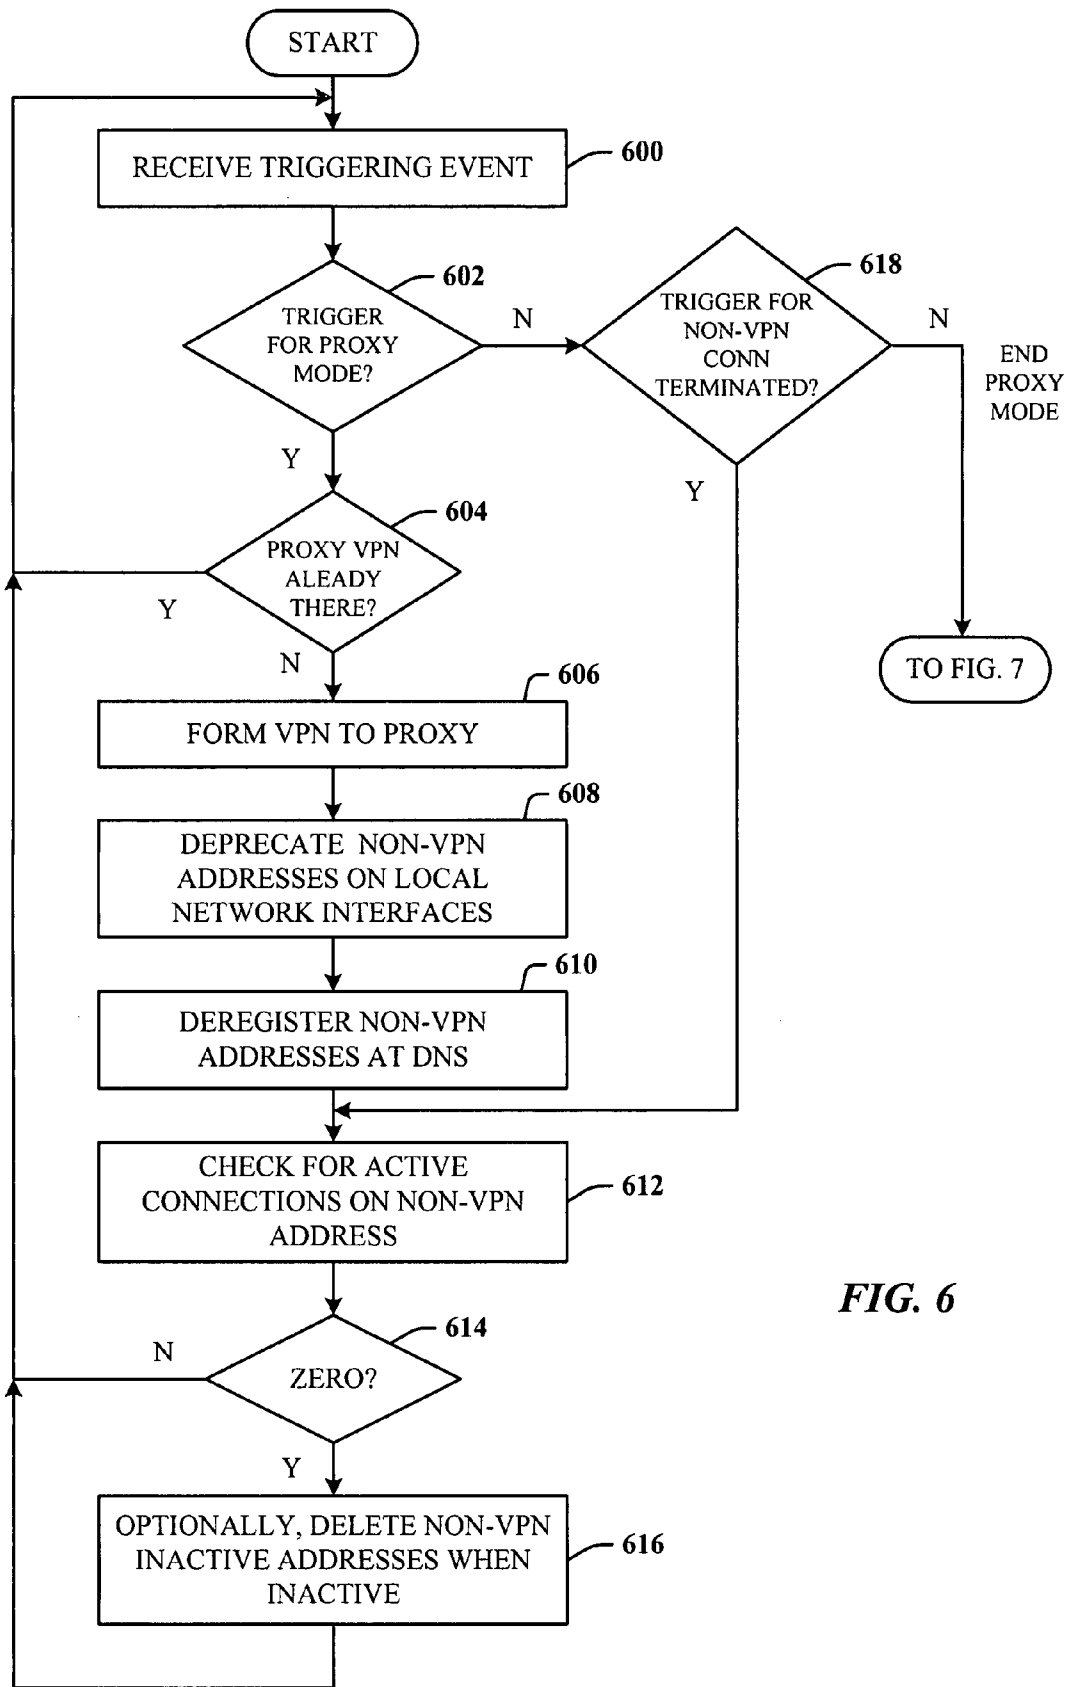 START
RECEIVE TRIGGERING EVENT
600
602
TRIGGER
FOR PROXY
MODE?
N
Y
618
TRIGGER FOR
NON-VPN
CONN
TERMINATED?
N
Y
END
PROXY
MODE
TO FIG. 7
604
PROXY VPN
ALEADY
THERE?
Y
N
606
FORM VPN TO PROXY
608
DEPRECATE NON-VPN
ADDRESSES ON LOCAL
NETWORK INTERFACES
610
DEREGISTER NON-VPN
ADDRESSES AT DNS
CHECK FOR ACTIVE
CONNECTIONS ON NON-VPN
ADDRESS
612
614
ZERO?
N
Y
OPTIONALLY, DELETE NON-VPN
INACTIVE ADDRESSES WHEN
INACTIVE
616
FIG. 6